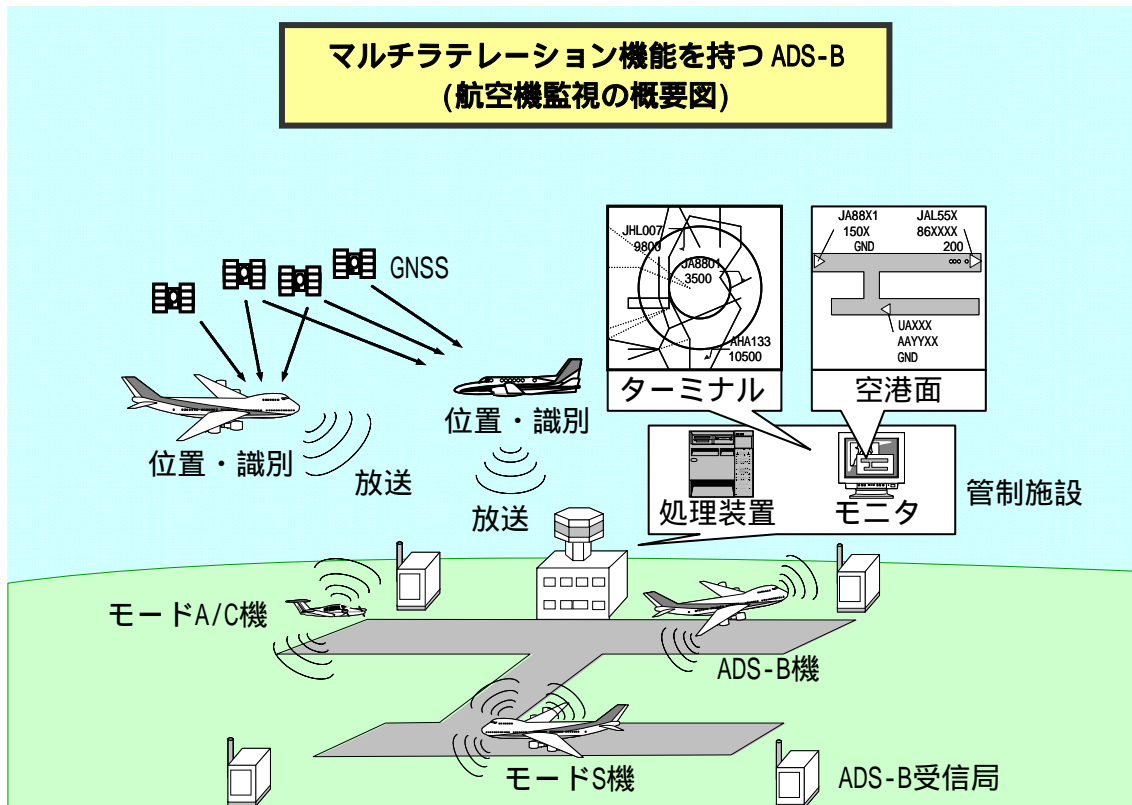 マルチラテレーション機能を持つ ADS-B
(航空機監視の概要図)
GNSS
JHL007
9800
JA8801
3500
AHA133
10500
ターミナル
JA88X1
150X
GND
JAL55X
86XXXX
200
UAXXX
AAYYXX
GND
空港面
位置・識別
放送
位置・識別
放送
処理装置
モニタ
管制施設
モードA/C機
ADS-B機
モードS機
ADS-B受信局